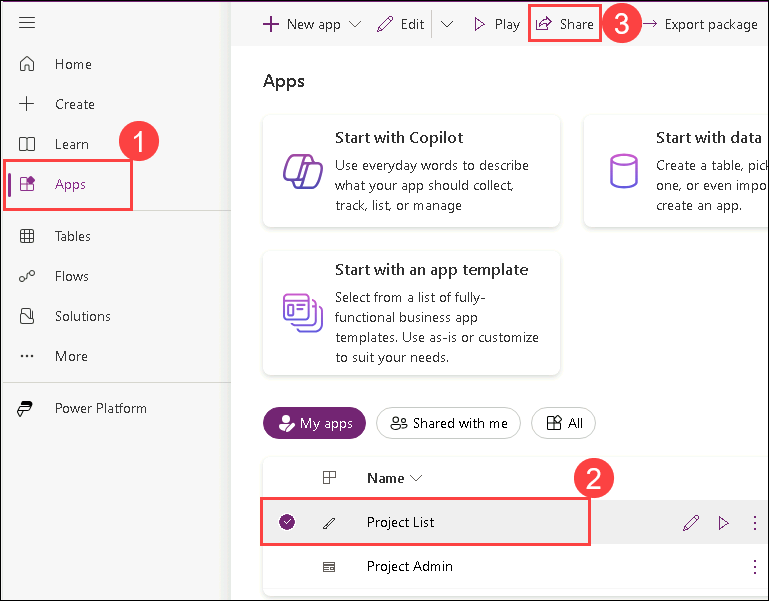 New app
Edit
Play
Share
3
Export package
Home
Create
Learn
1
Apps
Tables
Flows
Solutions
More
Power Platform
Apps
Start with Copilot
Use everyday words to describe
what your app should collect,
track, list, or manage
Start with data
Create a table, pick
one, or even impo
create an app.
Start with an app template
Select from a list of fully-
functional business app
templates. Use as-is or customize
to suit your needs.
My apps
Shared with me
All
Name
2
Project List
Project Admin